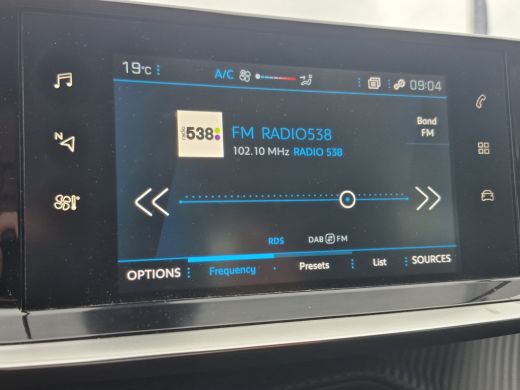 19°C
A/C
09:04
radio
538
FM RADIO538
102.10 MHz RADIO 538
Band
FM
N
RDS
DAB FM
OPTIONS
Frequency
Presets
List
SOURCES